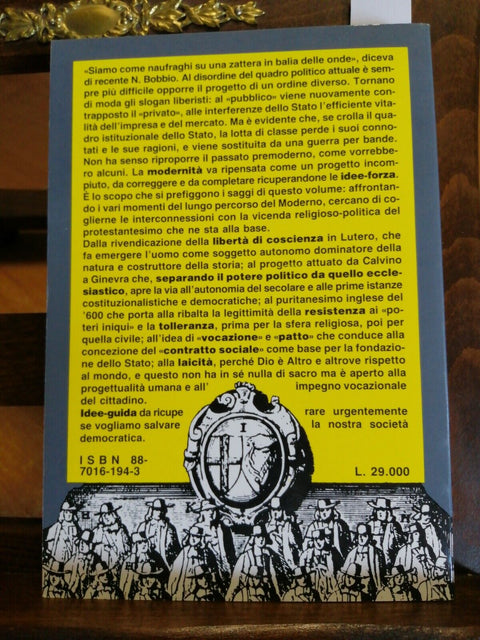 «Siamo come naufraghi su una zattera in balia delle onde», diceva
di recente N. Bobbio. Al disordine del quadro politico attuale è sem-
pre più difficile opporre il progetto di un ordine diverso. Tornano
di moda gli slogan liberisti: al «pubblico» viene nuovamente con-
trapposto il «privato», alle interferenze dello Stato l'efficiente vita-
lità dell'impresa e del mercato. Ma è evidente che, se crolla il qua-
dro istituzionale dello Stato, la lotta di classe perde i suoi conno-
tati e le sue ragioni, e viene sostituita da una guerra per bande.
Non ha senso riproporre il passato premoderno, come vorrebbe-
ro alcuni. La modernità va ripensata come un progetto incom-
piuto, da correggere e da completare ricuperandone le idee-forza.
È lo scopo che si prefiggono i saggi di questo volume: affrontan-
do i vari momenti del lungo percorso del Moderno, cercano di co-
glierne le interconnessioni con la vicenda religioso-politica del
protestantesimo che ne sta alla base.
Dalla rivendicazione della libertà di coscienza in Lutero, che
fa emergere l'uomo come soggetto autonomo dominatore della
natura e costruttore della storia; al progetto attuato da Calvino
a Ginevra che, separando il potere politico da quello eccle-
siastico, apre la via all'autonomia del secolare e alle prime istanze
costituzionalistiche e democratiche; al puritanesimo inglese del
'600 che porta alla ribalta la legittimità della resistenza ai «po-
teri iniqui» e la tolleranza, prima per la sfera religiosa, poi per
quella civile; all'idea di «vocazione» e «patto» che conduce alla
concezione del «contratto sociale» come base per la fondazio-
ne dello Stato; alla laicità, perché Dio è Altro e altrove rispetto
al mondo, e questo non ha in sé nulla di sacro ma è aperto alla
progettualità umana e all' impegno vocazionale
del cittadino.
Idee-guida da ricupe rare urgentemente
se vogliamo salvare la nostra società
democratica.
ISBN 88-
7016-194-3
L. 29.000